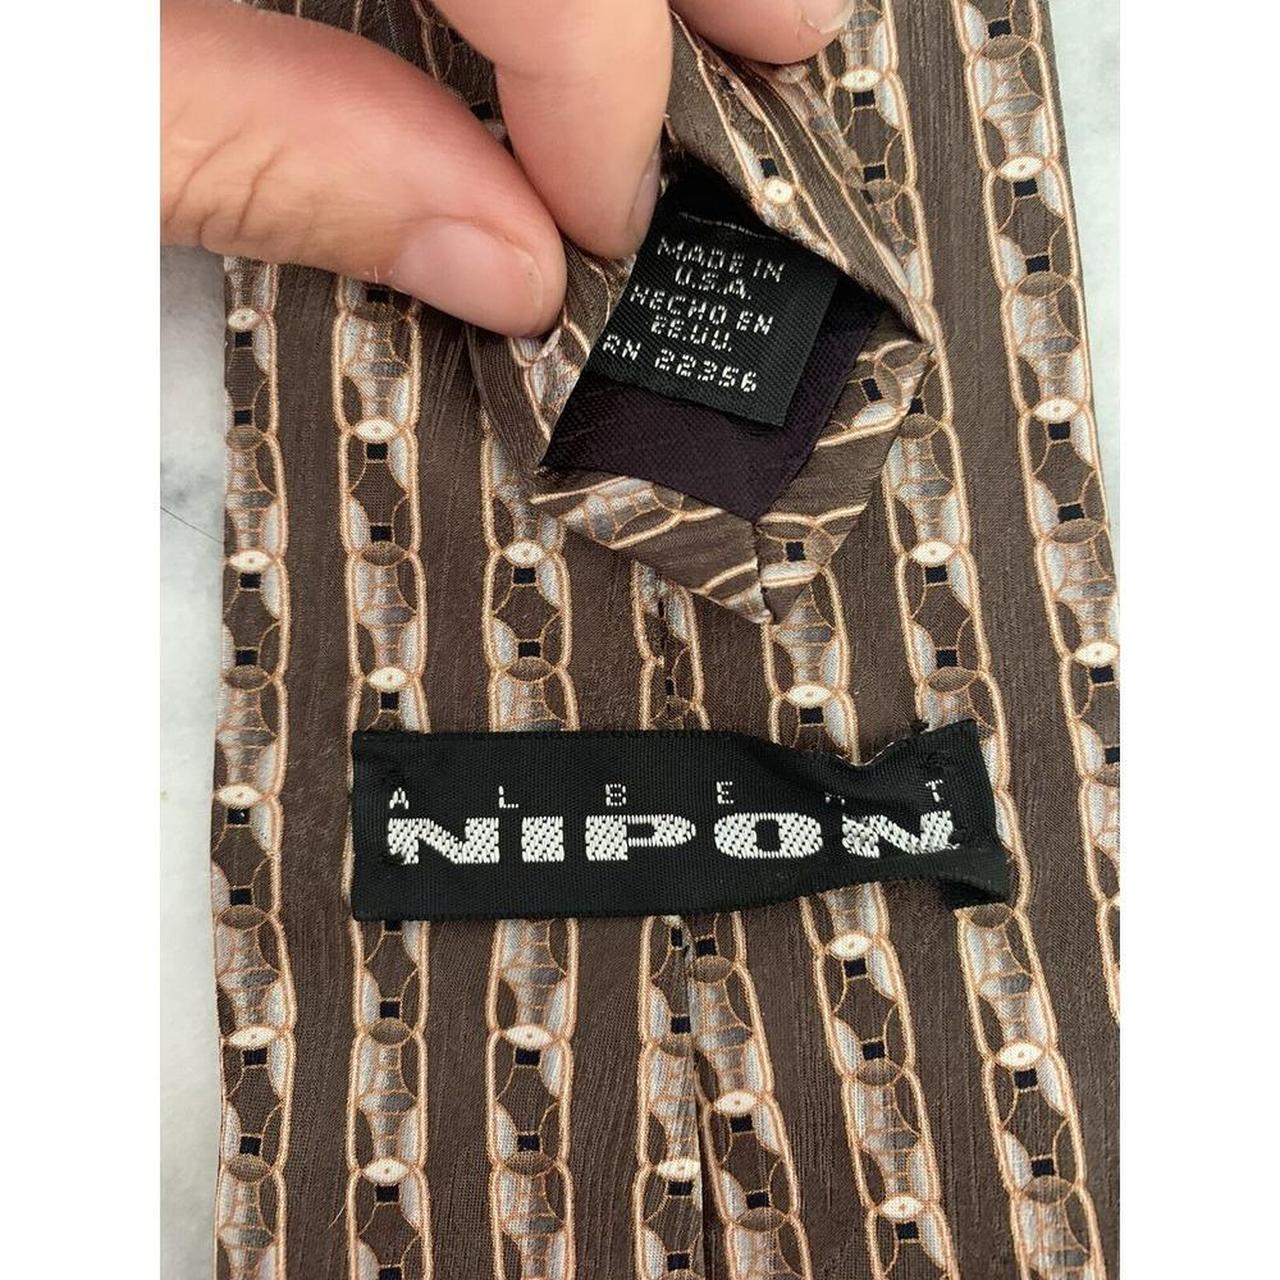 MADE IN
U.S.A.
HECHO EN
EE.UU.
RN 22356
ALBERT
NIPON